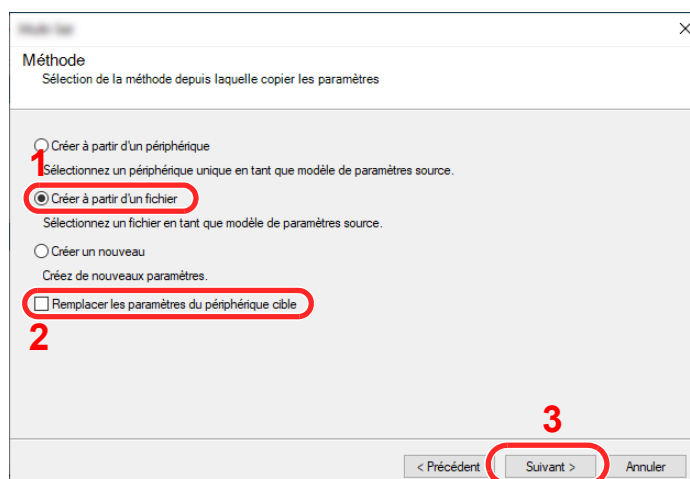 Méthode
Sélection de la méthode depuis laquelle copier les paramètres
Créer à partir d'un périphérique
1
Sélectionnez un périphérique unique en tant que modèle de paramètres source.
Créer à partir d'un fichier
Sélectionnez un fichier en tant que modèle de paramètres source.
Créer un nouveau
Créez de nouveaux paramètres.
Remplacer les paramètres du périphérique cible
2
3
< Précédent Suivant > Annuler